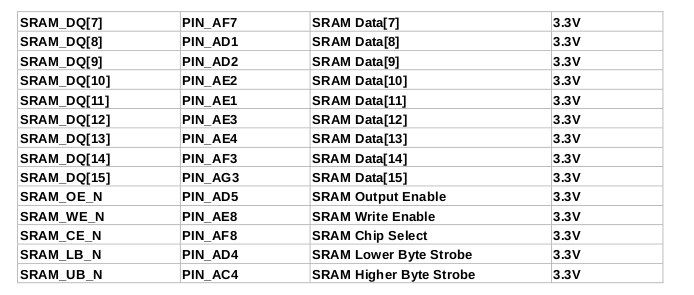 SRAM_DQ[7] PIN_AF7 SRAM Data[7] 3.3V
SRAM_DQ[8] PIN_AD1 SRAM Data[8] 3.3V
SRAM_DQ[9] PIN_AD2 SRAM Data[9] 3.3V
SRAM_DQ[10] PIN_AE2 SRAM Data[10] 3.3V
SRAM_DQ[11] PIN_AE1 SRAM Data[11] 3.3V
SRAM_DQ[12] PIN_AE3 SRAM Data[12] 3.3V
SRAM_DQ[13] PIN_AE4 SRAM Data[13] 3.3V
SRAM_DQ[14] PIN_AF3 SRAM Data[14] 3.3V
SRAM_DQ[15] PIN_AG3 SRAM Data[15] 3.3V
SRAM_OE_N PIN_AD5 SRAM Output Enable 3.3V
SRAM_WE_N PIN_AE8 SRAM Write Enable 3.3V
SRAM_CE_N PIN_AF8 SRAM Chip Select 3.3V
SRAM_LB_N PIN_AD4 SRAM Lower Byte Strobe 3.3V
SRAM_UB_N PIN_AC4 SRAM Higher Byte Strobe 3.3V